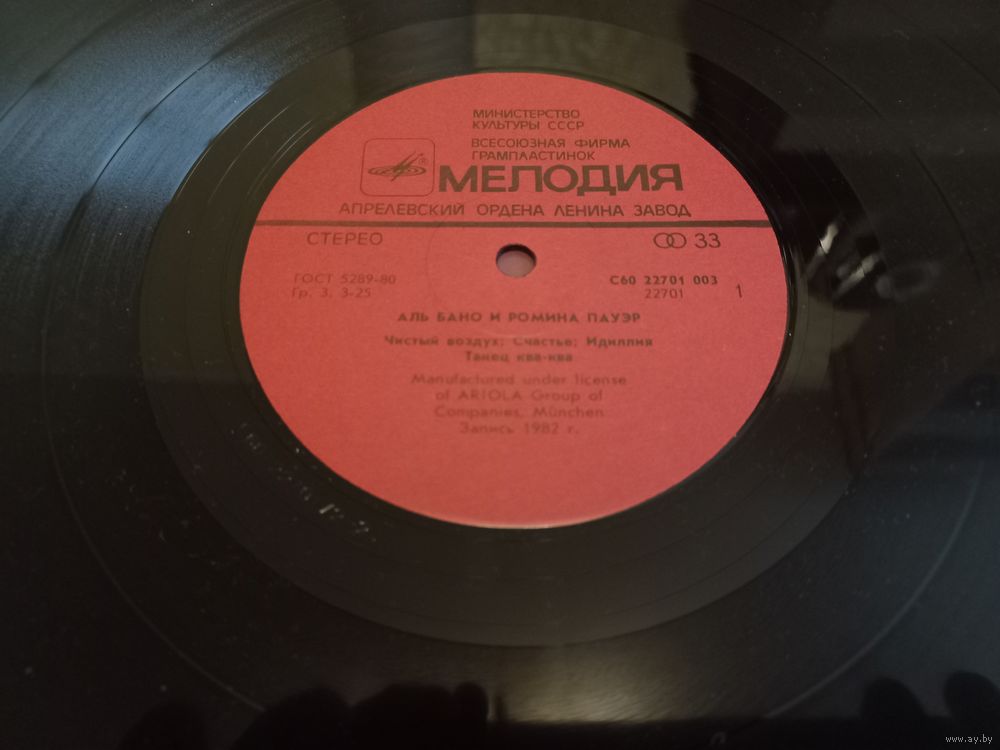 МИНИСТЕРСТВО
КУЛЬТУРЫ СССР
ВСЕСОЮЗНАЯ ФИРМА
ГРАМПЛАСТИНОК
®
МЕЛОДИЯ
АПРЕЛЕВСКИЙ ОРДЕНА ЛЕНИНА ЗАВОД
СТЕРЕО 33
ГОСТ 5289-80 С60 22701 003
Гр. 3. 3-25 22701 1
АЛЬ БАНО И РОМИНА ПАУЭР
Чистый воздух; Счастье; Идиллия
Танец ква-ква
Manufactured under license
of ARIOLA Group of
Companies, München
Запись 1982 г.
www.ay.by